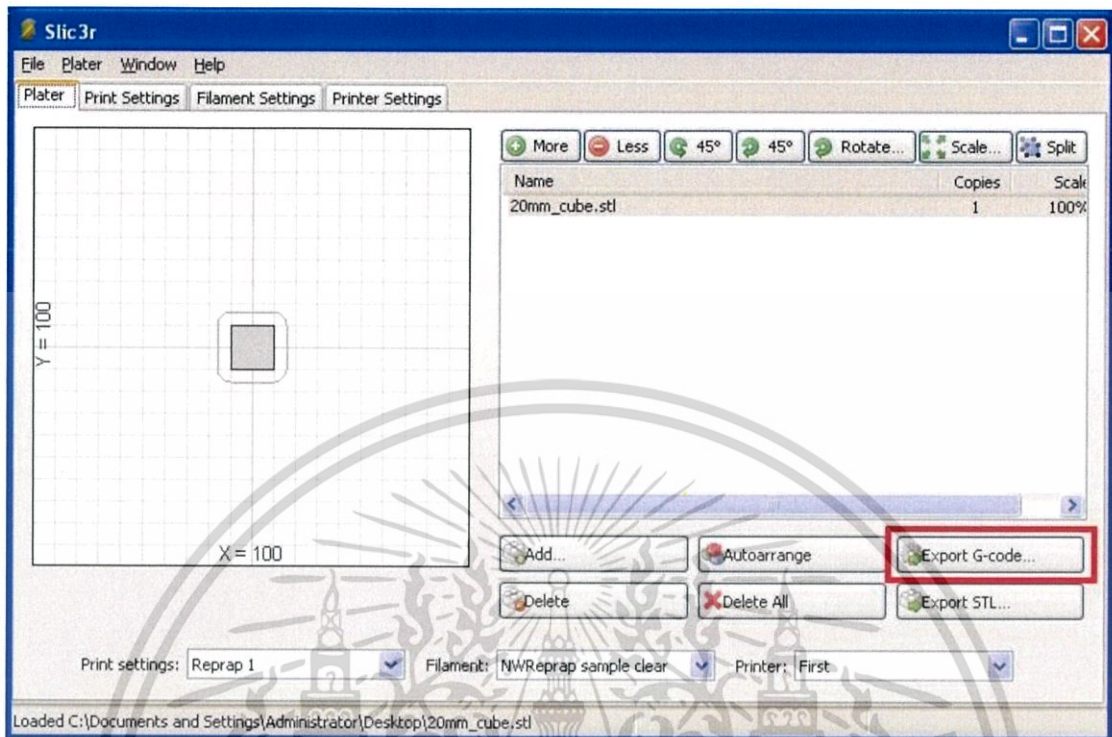 Slic3r
File Plater Window Help
Plater Print Settings Filament Settings Printer Settings
More Less 45° 45° Rotate... Scale... Split
Name Copies Scale
20mm_cube.stl 1 100%
Y = 100
X = 100
Add... Autoarrange Export G-code...
Delete Delete All Export STL...
Print settings: Reprap 1 Filament: NWReprap sample clear Printer: First
Loaded C:\Documents and Settings\Administrator\Desktop\20mm_cube.stl